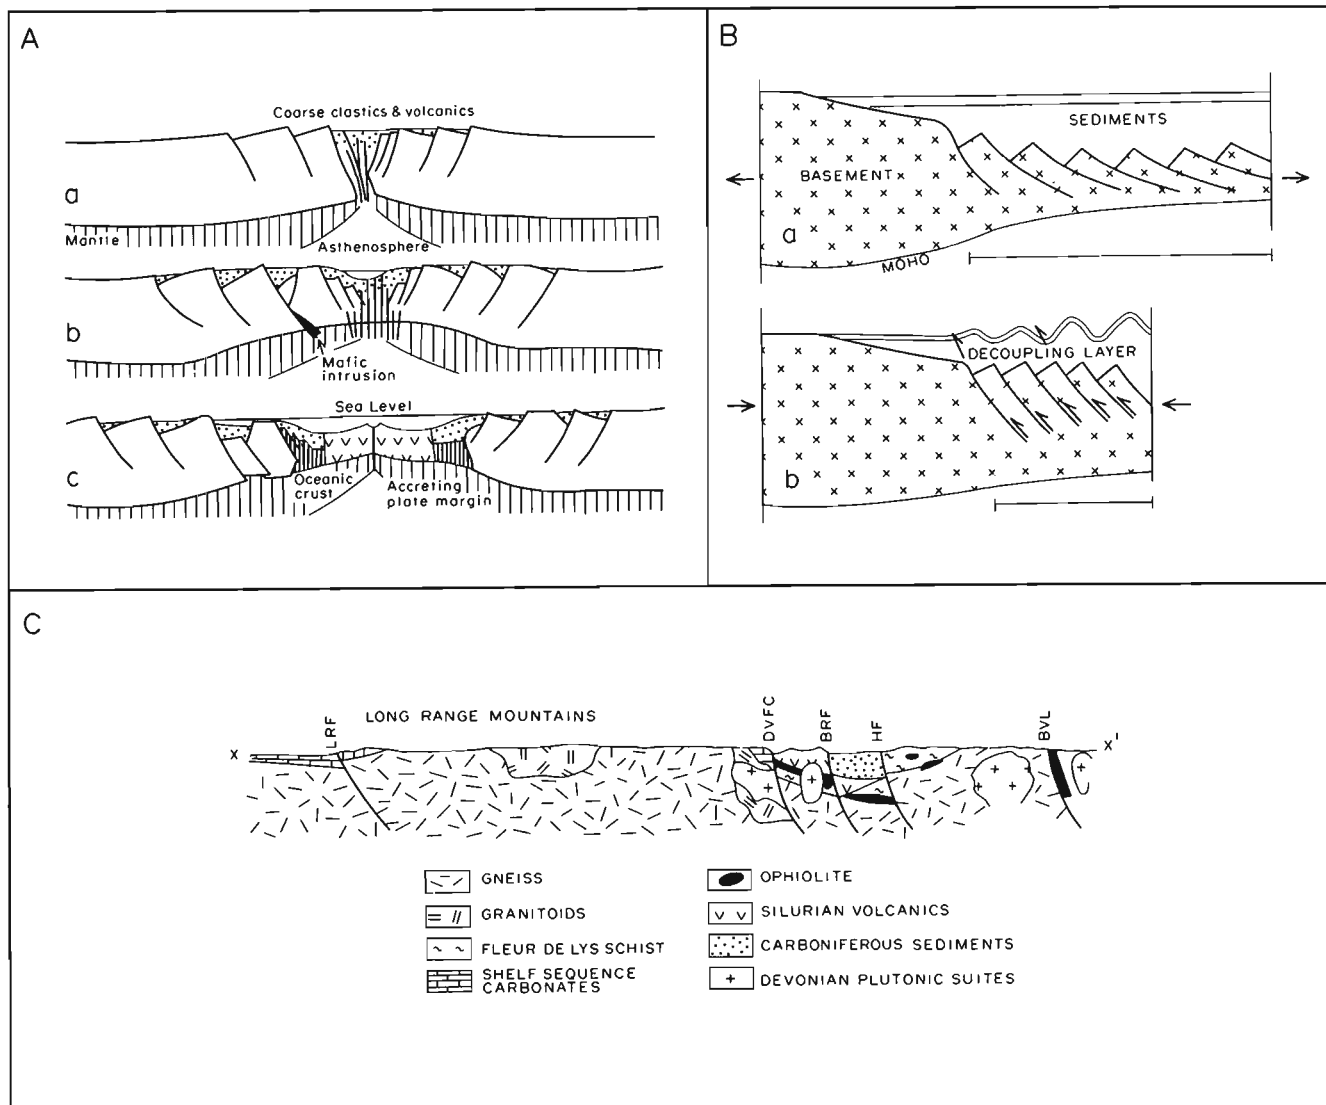 A
Coarse clastics & volcanics
a
Mantle
Asthenosphere
b
Mafic
intrusion
Sea Level
c
Oceanic
crust
Accreting
plate margin
B
SEDIMENTS
BASEMENT
a
MOHO
DECOUPLING LAYER
b
C
LONG RANGE MOUNTAINS
LRF
DVFC
BRF
HF
BVL
X
X'
GNEISS
GRANITOIDS
FLEUR DE LYS SCHIST
SHELF SEQUENCE
CARBONATES
OPHIOLITE
SILURIAN VOLCANICS
CARBONIFEROUS SEDIMENTS
DEVONIAN PLUTONIC SUITES